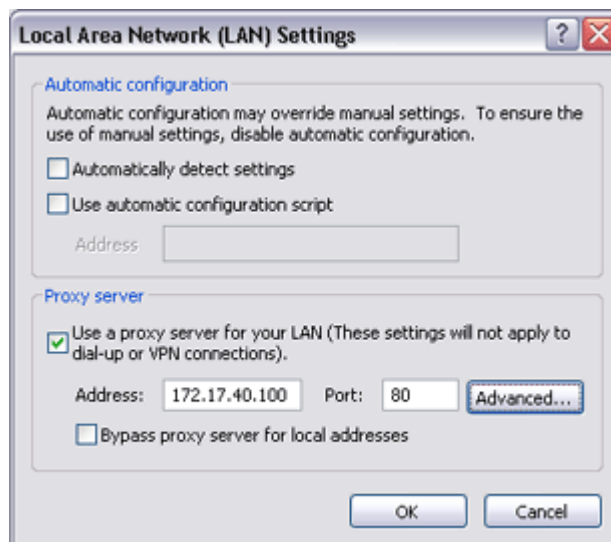 Local Area Network (LAN) Settings
?
Automatic configuration
Automatic configuration may override manual settings. To ensure the
use of manual settings, disable automatic configuration.
Automatically detect settings
Use automatic configuration script
Address
Proxy server
Use a proxy server for your LAN (These settings will not apply to
dial-up or VPN connections).
Address: 172.17.40.100 Port: 80 Advanced...
Bypass proxy server for local addresses
OK Cancel